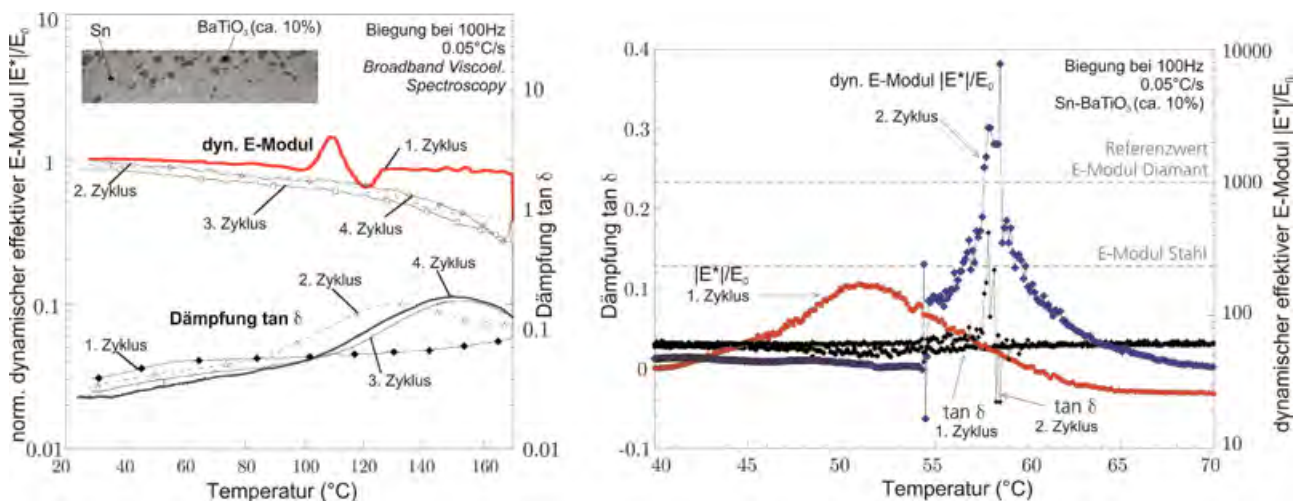 norm. dynamischer effektiver E-Modul |E*|/E₀
10
5.0
1
0.5
0.1
0.01
Sn
BaTiO₃ (ca. 10%)
Biegung bei 100Hz
0.05°C/s
Broadband Viscoel.
Spectroscopy
dyn. E-Modul
1. Zyklus
2. Zyklus
3. Zyklus
4. Zyklus
2. Zyklus
4. Zyklus
Dämpfung tan δ
1. Zyklus
3. Zyklus
10
1
0.1
0.01
Dämpfung tan δ
20
40
60
80
100
120
140
160
Temperatur (°C)
Dämpfung tan δ
0.4
0.3
0.2
0.1
0
-0.1
dyn. E-Modul |E*|/E₀
2. Zyklus
Biegung bei 100Hz
0.05°C/s
Sn-BaTiO₃ (ca. 10%)
Referenzwert
E-Modul Diamant
E-Modul Stahl
|E*|/E₀
1. Zyklus
tan δ
1. Zyklus
tan δ
2. Zyklus
10000
1000
100
10
dynamischer effektiver E-Modul |E*|/E₀
40
45
50
55
60
65
70
Temperatur (°C)